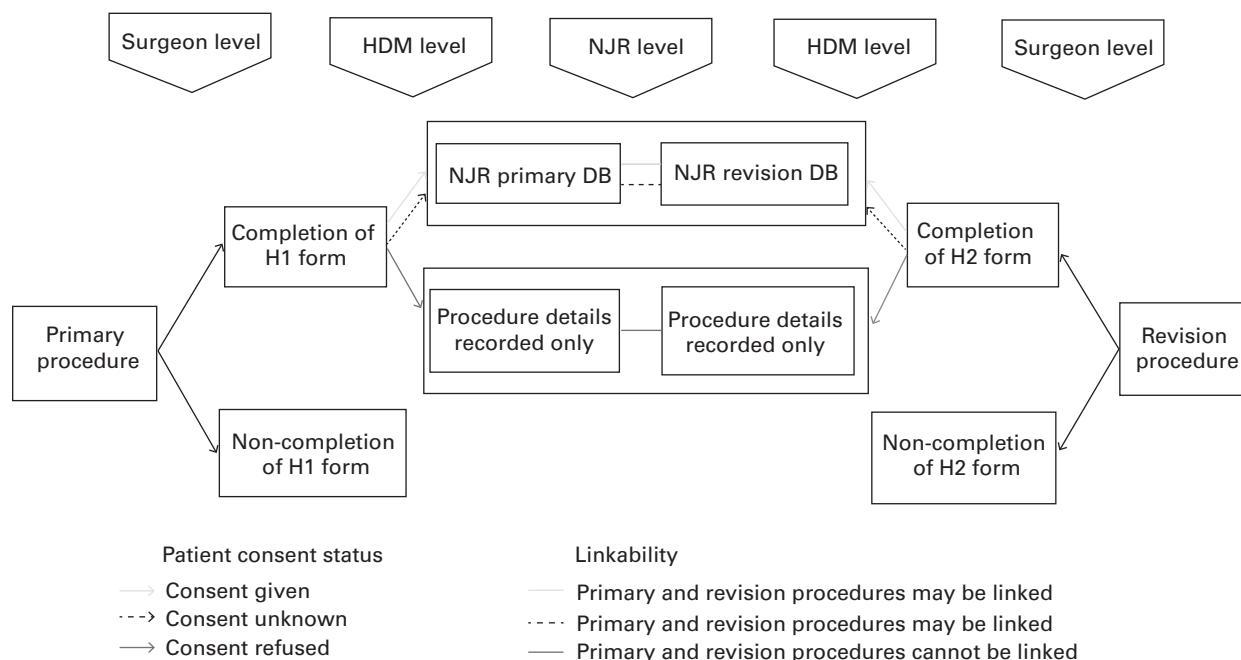 Surgeon level
HDM level
NJR level
HDM level
Surgeon level
NJR primary DB
NJR revision DB
Completion of
H1 form
Completion
of H2 form
Primary
procedure
Procedure details
recorded only
Procedure details
recorded only
Revision
procedure
Non-completion
of H1 form
Non-completion
of H2 form
Patient consent status
Consent given
Consent unknown
Consent refused
Linkability
Primary and revision procedures may be linked
Primary and revision procedures may be linked
Primary and revision procedures cannot be linked